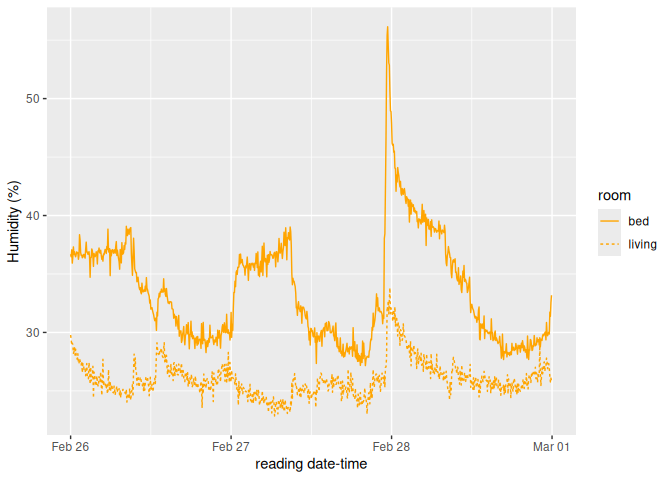 Humidity (%)
50
40
30
Feb 26
Feb 27
Feb 28
Mar 01
reading date-time
room
bed
living